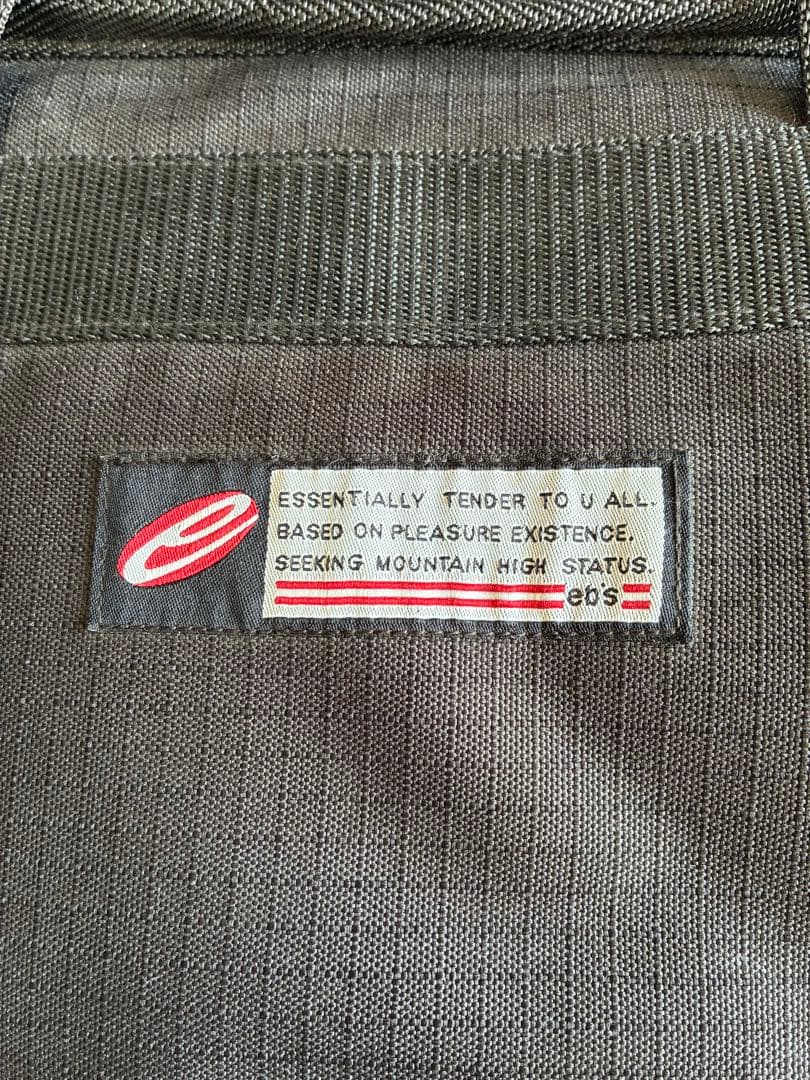 e
ESSENTIALLY TENDER TO U ALL.
BASED ON PLEASURE EXISTENCE.
SEEKING MOUNTAIN HIGH STATUS.
eb's